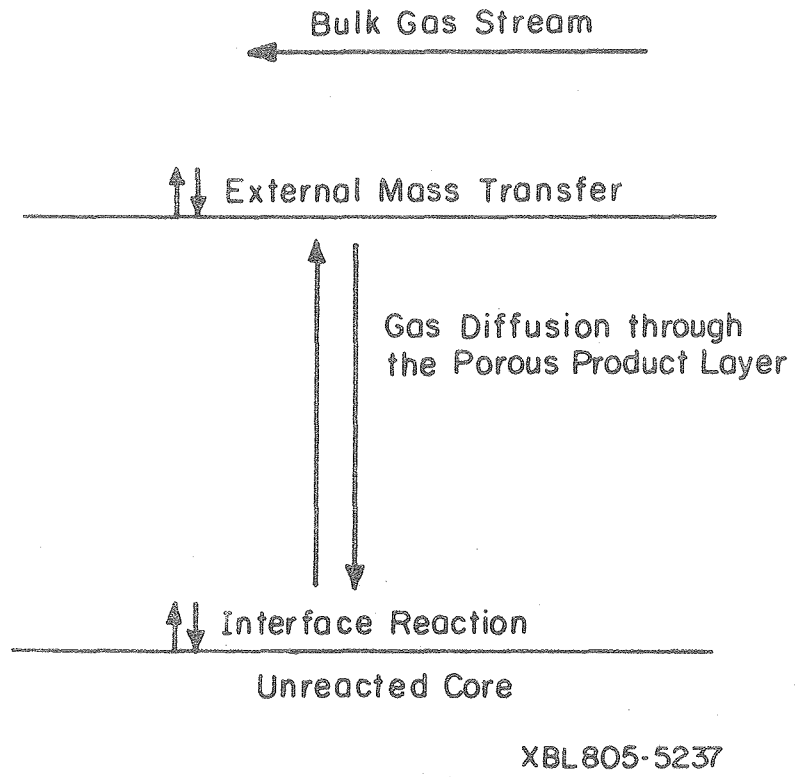 Bulk Gas Stream
External Mass Transfer
Gas Diffusion through
the Porous Product Layer
Interface Reaction
Unreacted Core
XBL805-5237